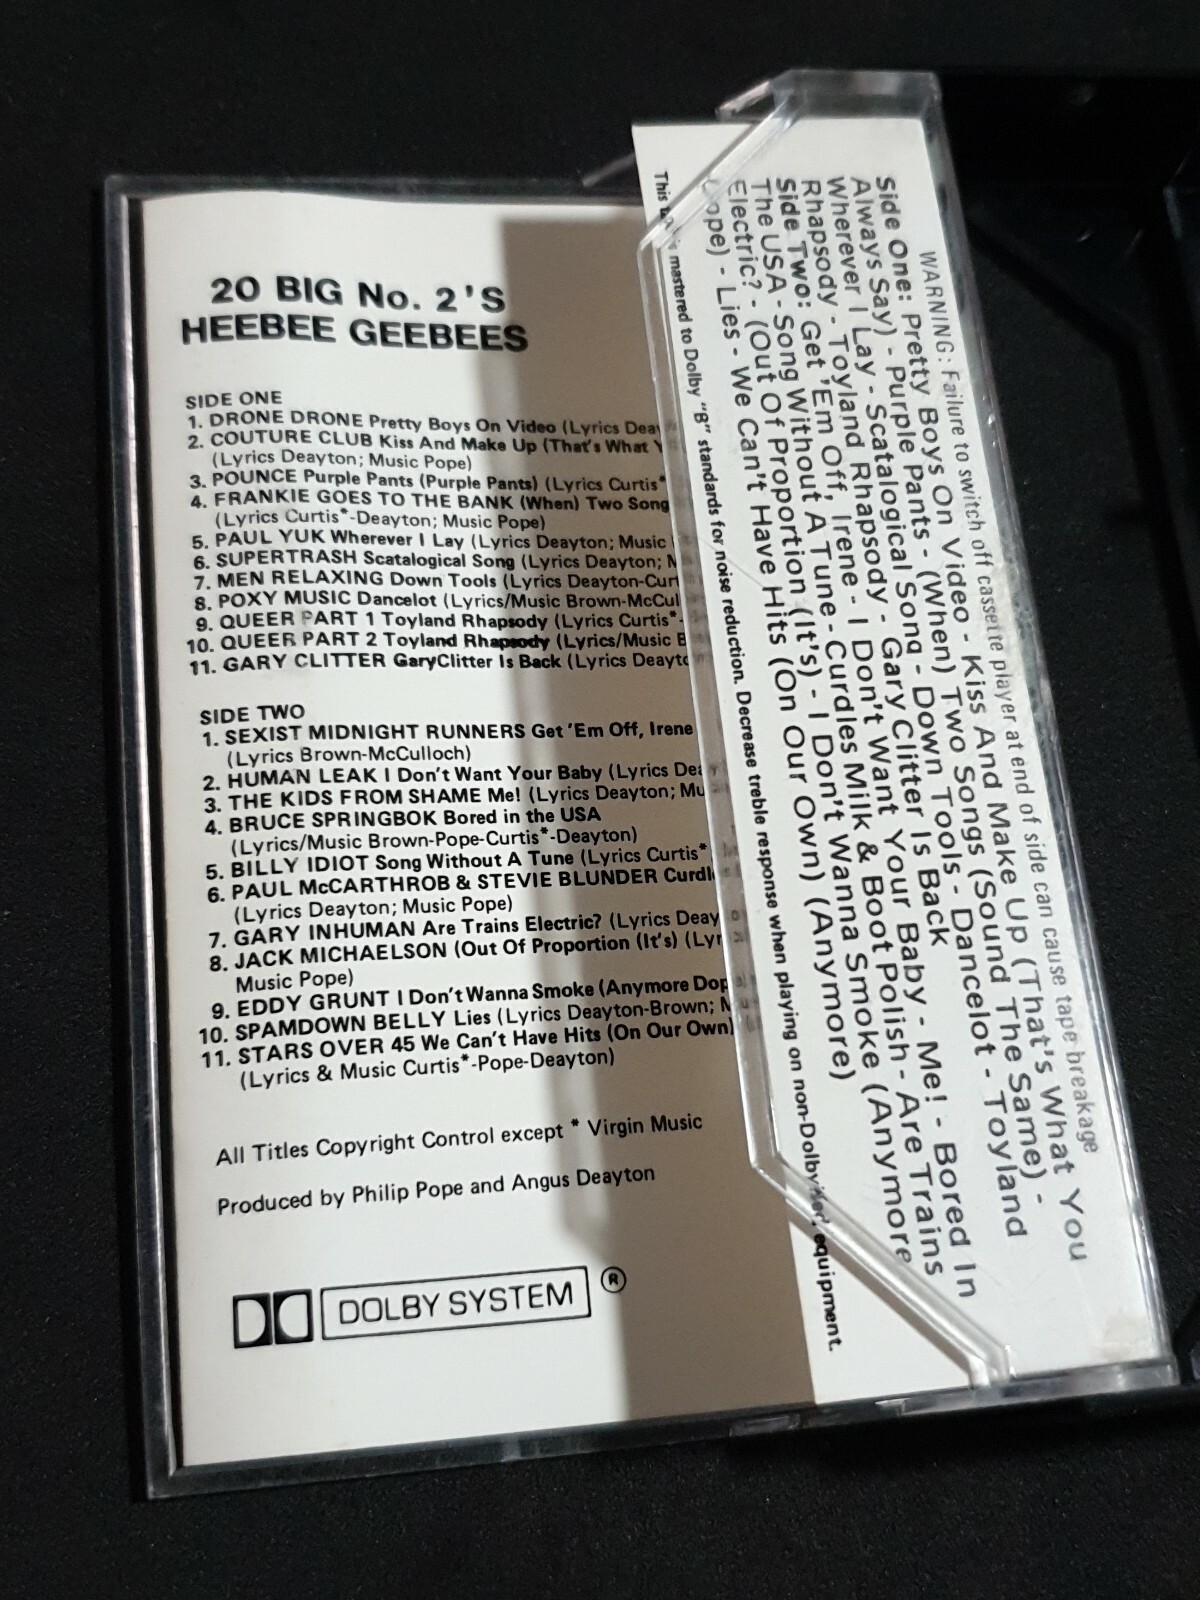 20 BIG No. 2'S
HEEBEE GEEBEES
SIDE ONE
1. DRONE DRONE Pretty Boys On Video (Lyrics
2. COUTURE CLUB Kiss And Make Up (That's What
(Lyrics Deayton; Music Pope)
3. POUNCE Purple Pants (Purple Pants) (Lyrics Curtis*
4. FRANKIE GOES TO THE BANK (When) Two Song
(Lyrics Curtis*-Deayton; Music Pope)
5. PAUL YUK Wherever I Lay (Lyrics Deayton; Music
6. SUPERTRASH Scatalogical Song (Lyrics Deayton;
7. MEN RELAXING Down Tools (Lyrics Deayton-Curt
8. POXY MUSIC Dancelot (Lyrics/Music Brown-McCul
9. QUEER PART 1 Toyland Rhapsody (Lyrics Curtis*-
10. QUEER PART 2 Toyland Rhapsody (Lyrics/Music B
11. GARY CLITTER GaryClitter Is Back (Lyrics Deayto
SIDE TWO
1. SEXIST MIDNIGHT RUNNERS Get 'Em Off, Irene
(Lyrics Brown-McCulloch)
2. HUMAN LEAK I Don't Want Your Baby (Lyrics Dea
3. THE KIDS FROM SHAME Me! (Lyrics Deayton; Mu
4. BRUCE SPRINGBOK Bored in the USA
(Lyrics/Music Brown-Pope-Curtis*-Deayton)
5. BILLY IDIOT Song Without A Tune (Lyrics Curtis*
6. PAUL McCARTHROB & STEVIE BLUNDER Curdl
(Lyrics Deayton; Music Pope)
7. GARY INHUMAN Are Trains Electric? (Lyrics Deay
8. JACK MICHAELSON (Out Of Proportion (It's) (Lyr
Music Pope)
9. EDDY GRUNT I Don't Wanna Smoke (Anymore Dop
10. SPAMDOWN BELLY Lies (Lyrics Deayton-Brown; M
11. STARS OVER 45 We Can't Have Hits (On Our Own)
(Lyrics & Music Curtis*-Pope-Deayton)
All Titles Copyright Control except * Virgin Music
Produced by Philip Pope and Angus Deayton
DOLBY SYSTEM ®
WARNING: Failure to switch off cassette player at end of side can cause tape breakage
Side One: Pretty Boys On Video - Kiss And Make Up (That's What You
Always Say) - Purple Pants - (When) Two Songs (Sound The Same) -
Wherever I Lay - Scatalogical Song - Down Tools - Dancelot - Toyland
Rhapsody - Toyland Rhapsody - Gary Clitter Is Back
Side Two: Get 'Em Off, Irene - I Don't Want Your Baby - Me! - Bored In
The USA - Song Without A Tune - Curdles Milk & Boot Polish - Are Trains
Electric? - (Out Of Proportion (It's) - I Don't Wanna Smoke (Anymore
Dope) - Lies - We Can't Have Hits (On Our Own) (Anymore)
This tape is mastered to Dolby "B" standards for noise reduction. Decrease treble response when playing on non-Dolbyised, equipment.